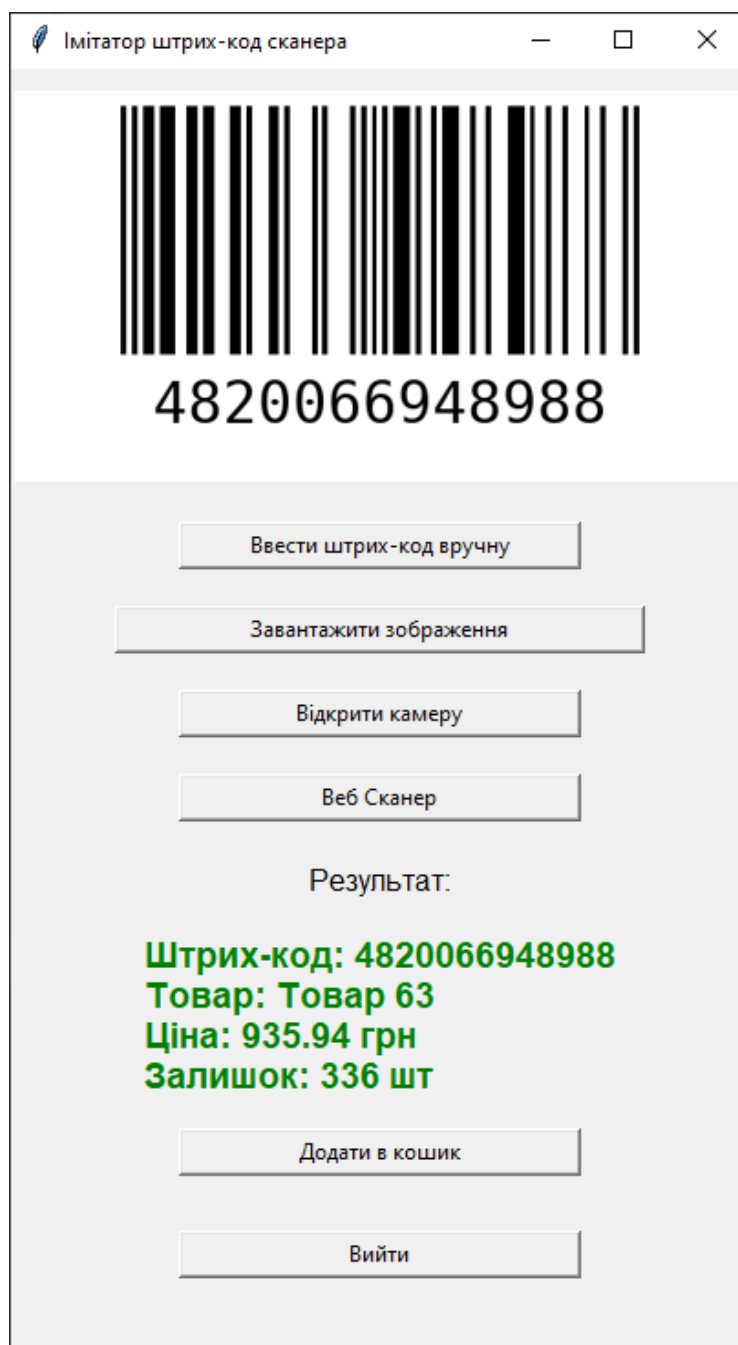 Імітатор штрих-код сканера
4820066948988
Ввести штрих-код вручну
Завантажити зображення
Відкрити камеру
Веб Сканер
Результат:
Штрих-код: 4820066948988
Товар: Товар 63
Ціна: 935.94 грн
Залишок: 336 шт
Додати в кошик
Вийти